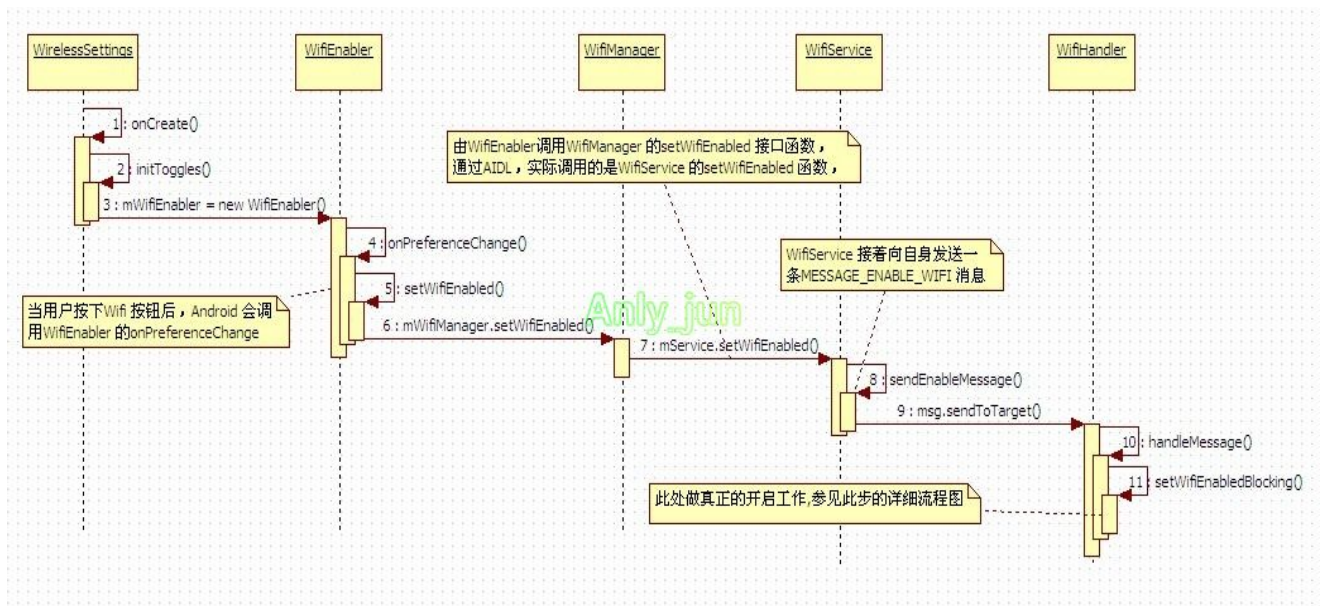 WirelessSettings
WifiEnabler
WifiManager
WifiService
WifiHandler
1 : onCreate()
2 : initToggles()
3 : mWifiEnabler = new WifiEnabler()
由WifiEnabler调用WifiManager 的setWifiEnabled 接口函数，
通过AIDL，实际调用的是WifiService 的setWifiEnabled 函数，
4 : onPreferenceChange()
5 : setWifiEnabled()
WifiService 接着向自身发送一
条MESSAGE_ENABLE_WIFI 消息
当用户按下Wifi 按钮后，Android 会调
用WifiEnabler 的onPreferenceChange
Anly_jun
6 : mWifiManager.setWifiEnabled()
7 : mService.setWifiEnabled()
8 : sendEnableMessage()
9 : msg.sendToTarget()
10 : handleMessage()
11 : setWifiEnabledBlocking()
此处做真正的开启工作,参见此步的详细流程图